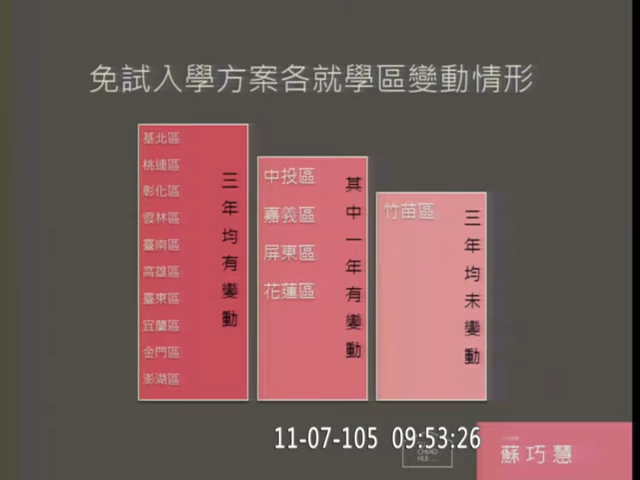 免試入學方案各就學區變動情形
基北區
桃連區
彰化區
雲林區
臺南區
高雄區
臺東區
宜蘭區
金門區
澎湖區
三年均有變動
中投區
嘉義區
屏東區
花蓮區
其中一年有變動
竹苗區
三年均未變動
11-07-105 09:53:26
蘇巧慧